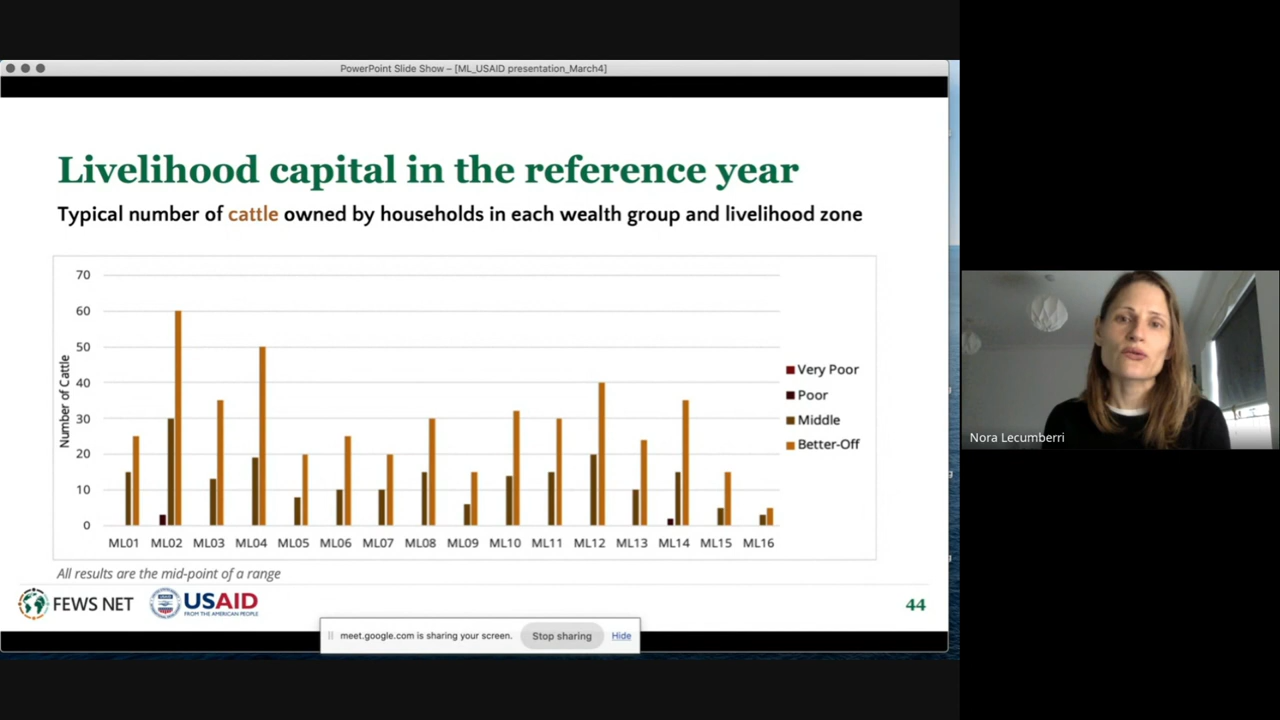 PowerPoint Slide Show – [ML_USAID presentation_March4]
Livelihood capital in the reference year
Typical number of cattle owned by households in each wealth group and livelihood zone
Number of Cattle
70
60
50
40
30
20
10
0
ML01 ML02 ML03 ML04 ML05 ML06 ML07 ML08 ML09 ML10 ML11 ML12 ML13 ML14 ML15 ML16
Very Poor
Poor
Middle
Better-Off
All results are the mid-point of a range
FEWS NET
USAID
FROM THE AMERICAN PEOPLE
44
meet.google.com is sharing your screen. Stop sharing Hide
Nora Lecumberri